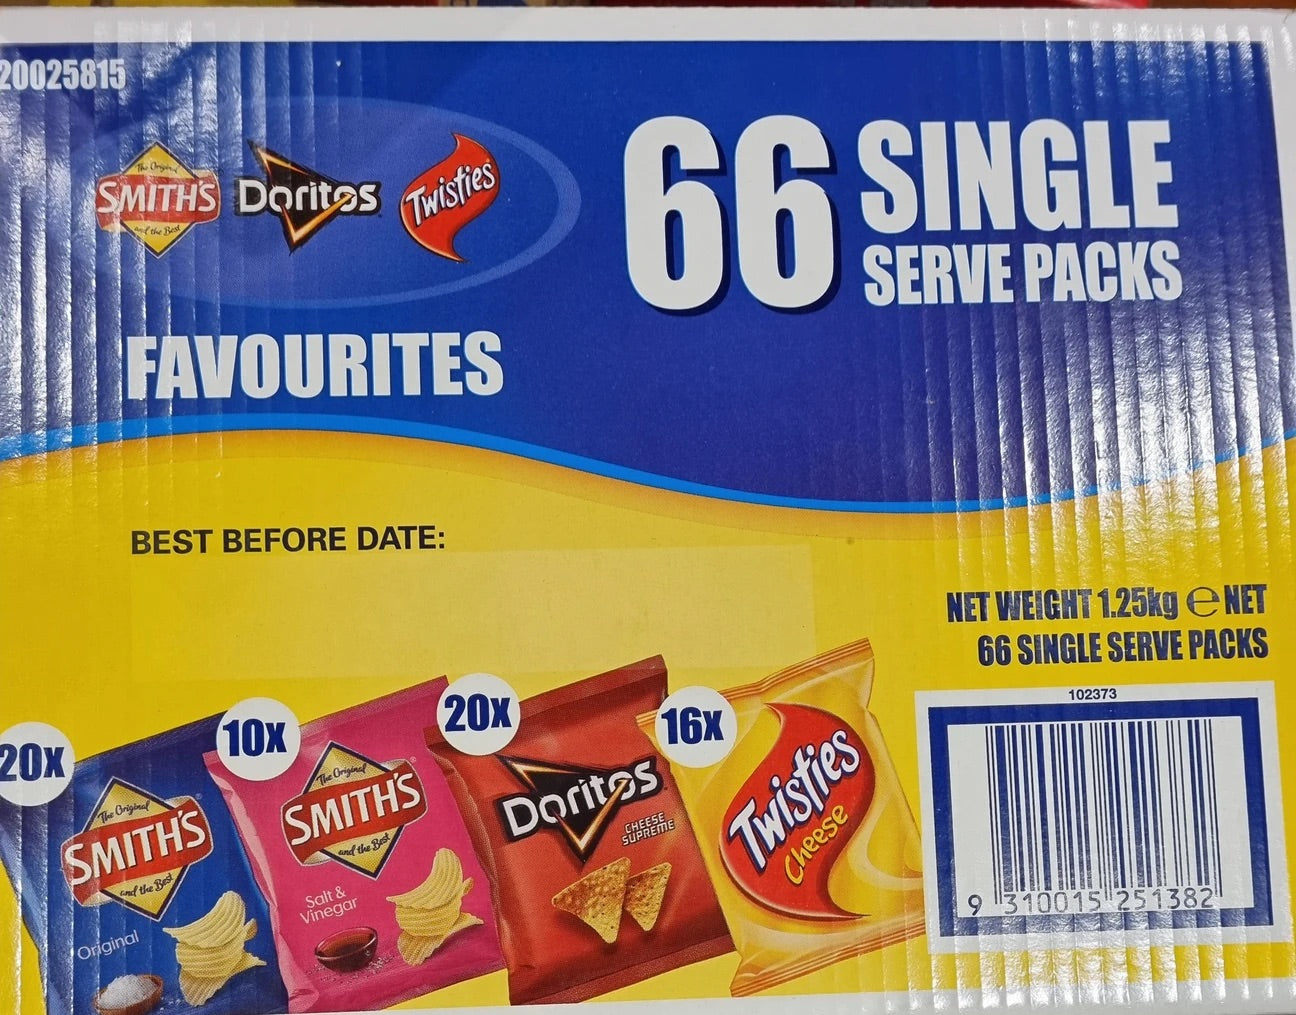 20025815
The Original
SMITH'S
and the Best
Doritos
Twisties
66 SINGLE
SERVE PACKS
FAVOURITES
BEST BEFORE DATE:
NET WEIGHT 1.25kg ℮ NET
66 SINGLE SERVE PACKS
102373
9 310015 251382
20X
The Original
SMITH'S
and the Best
Original
10X
The Original
SMITH'S
and the Best
Salt &
Vinegar
20X
Doritos
CHEESE
SUPREME
16X
Twisties
Cheese